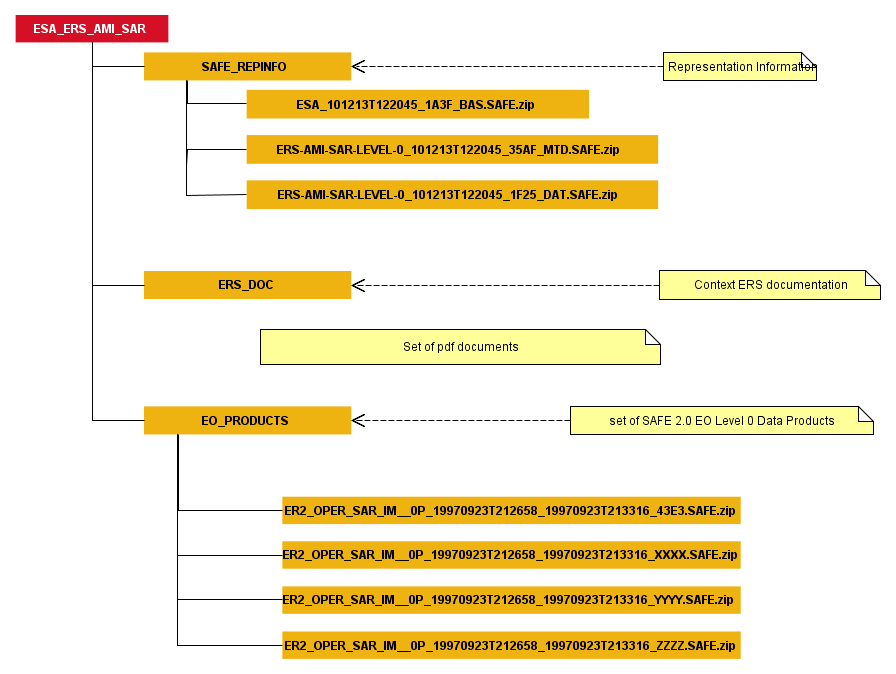 ESA_ERS_AMI_SAR
SAFE_REPINFO
Representation Information
ESA_101213T122045_1A3F_BAS.SAFE.zip
ERS-AMI-SAR-LEVEL-0_101213T122045_35AF_MTD.SAFE.zip
ERS-AMI-SAR-LEVEL-0_101213T122045_1F25_DAT.SAFE.zip
ERS_DOC
Context ERS documentation
Set of pdf documents
EO_PRODUCTS
set of SAFE 2.0 EO Level 0 Data Products
ER2_OPER_SAR_IM__0P_19970923T212658_19970923T213316_43E3.SAFE.zip
ER2_OPER_SAR_IM__0P_19970923T212658_19970923T213316_XXXX.SAFE.zip
ER2_OPER_SAR_IM__0P_19970923T212658_19970923T213316_YYYY.SAFE.zip
ER2_OPER_SAR_IM__0P_19970923T212658_19970923T213316_ZZZZ.SAFE.zip